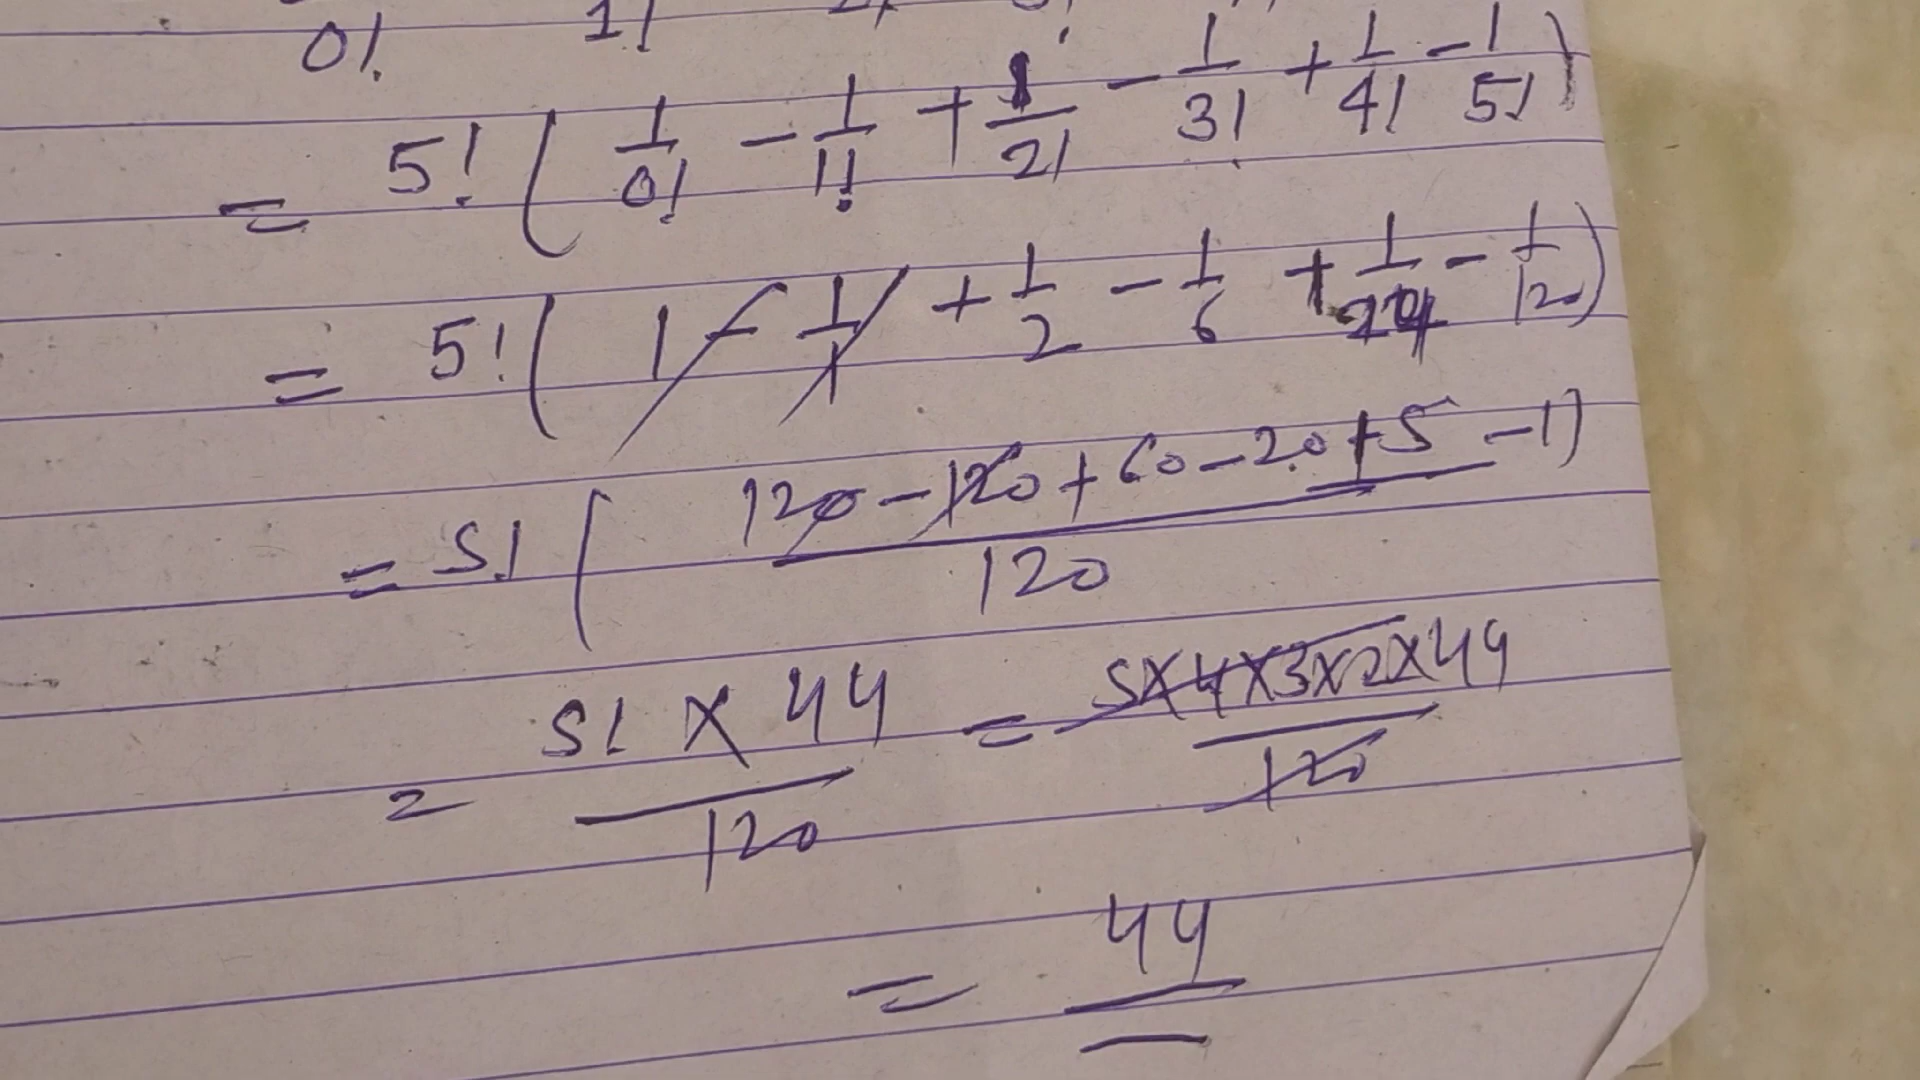 0! 1!
= 5! ( 1/0! - 1/1! + 1/2! - 1/3! + 1/4! - 1/5! )
= 5! ( 1 - 1/1 + 1/2 - 1/6 + 1/24 - 1/120 )
= 5! ( 120 - 120 + 60 - 20 + 5 - 1) / 120
= 5! × 44 / 120 = 5×4×3×2×44 / 120
= 44